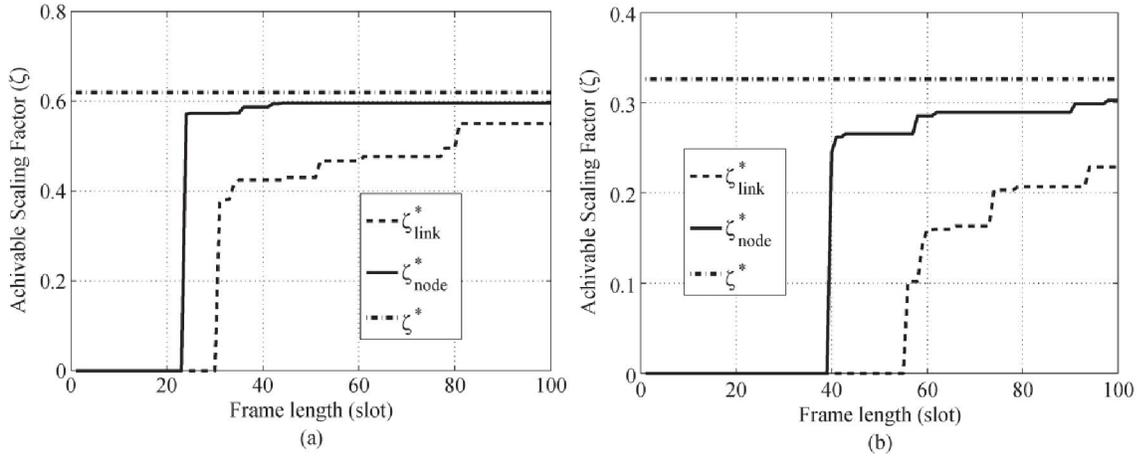 Achivable Scaling Factor (ζ)
0.8
0.6
0.4
0.2
0
0 20 40 60 80 100
Frame length (slot)
(a)
ζ*link
ζ*node
ζ*
Achivable Scaling Factor (ζ)
0.4
0.3
0.2
0.1
0
0 20 40 60 80 100
Frame length (slot)
(b)
ζ*link
ζ*node
ζ*